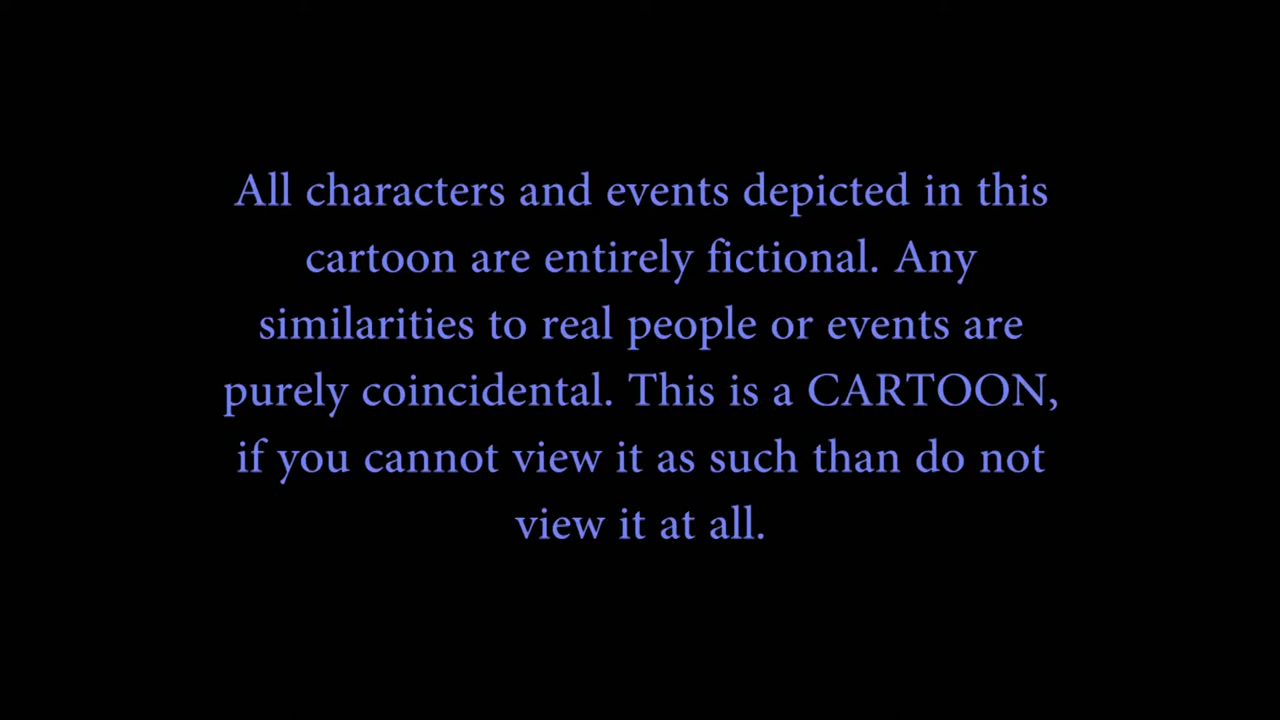 All characters and events depicted in this
cartoon are entirely fictional. Any
similarities to real people or events are
purely coincidental. This is a CARTOON,
if you cannot view it as such than do not
view it at all.